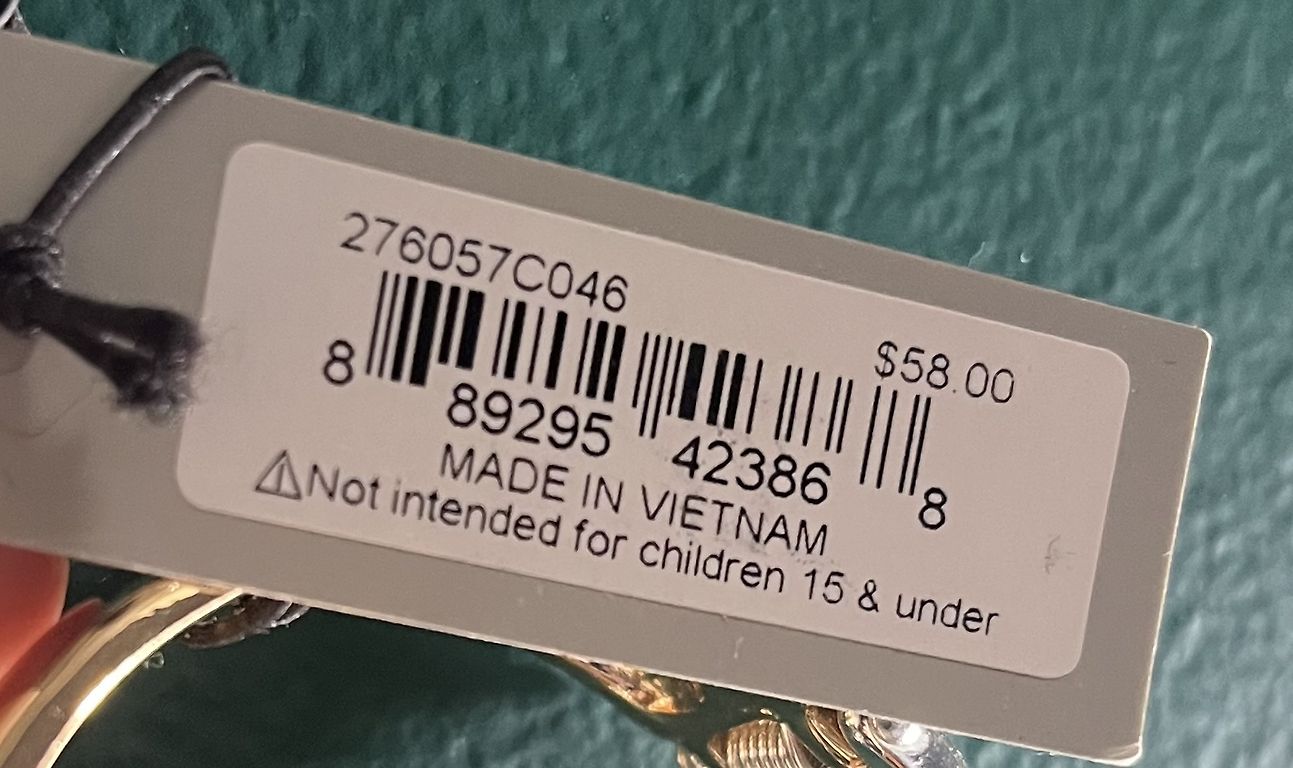 276057C046
$58.00
8 89295 42386 8
MADE IN VIETNAM
⚠Not intended for children 15 & under